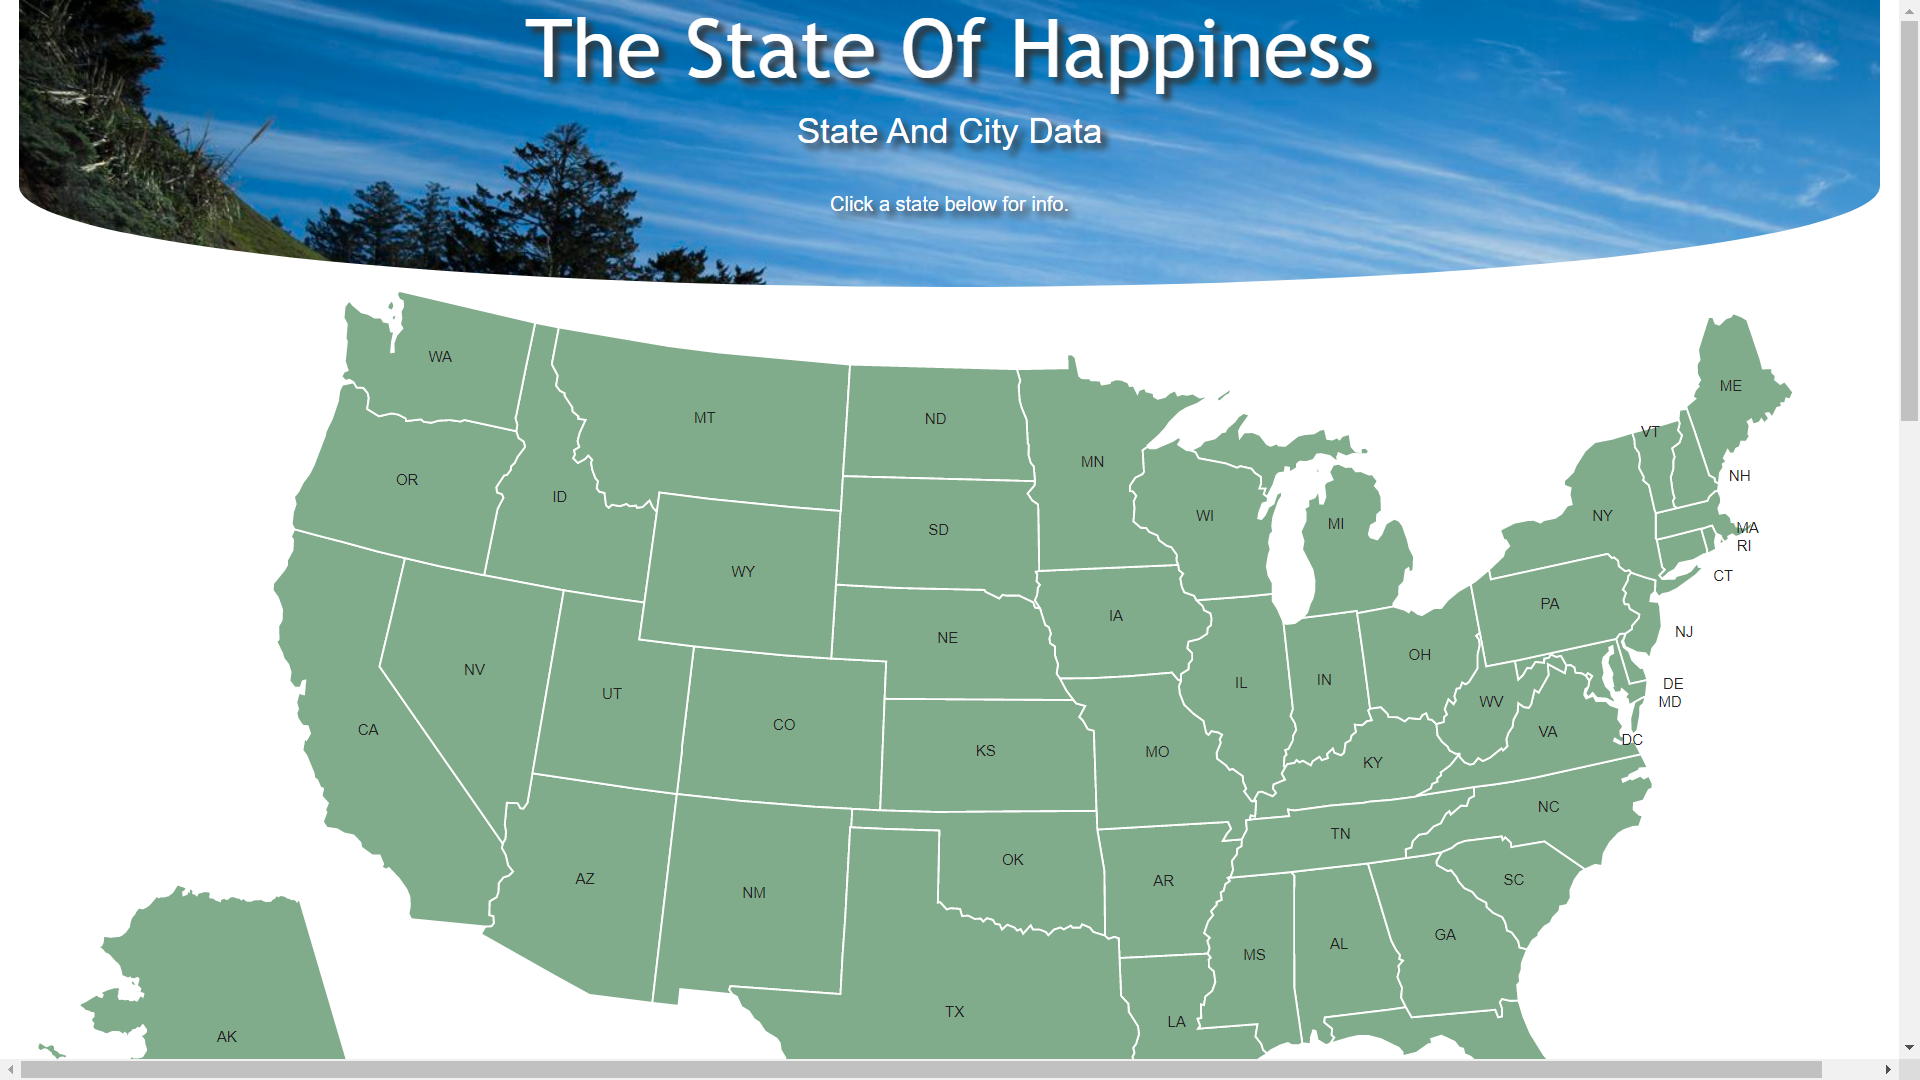 The State Of Happiness
State And City Data
Click a state below for info.
WA
ME
MT
ND
VT
MN
NH
OR
ID
WI
NY
MI
MA
SD
RI
WY
CT
PA
IA
NJ
NE
OH
NV
IN
IL
DE
UT
WV
MD
CO
CA
VA
DC
KS
MO
KY
NC
TN
OK
AZ
AR
SC
NM
GA
AL
MS
TX
LA
AK